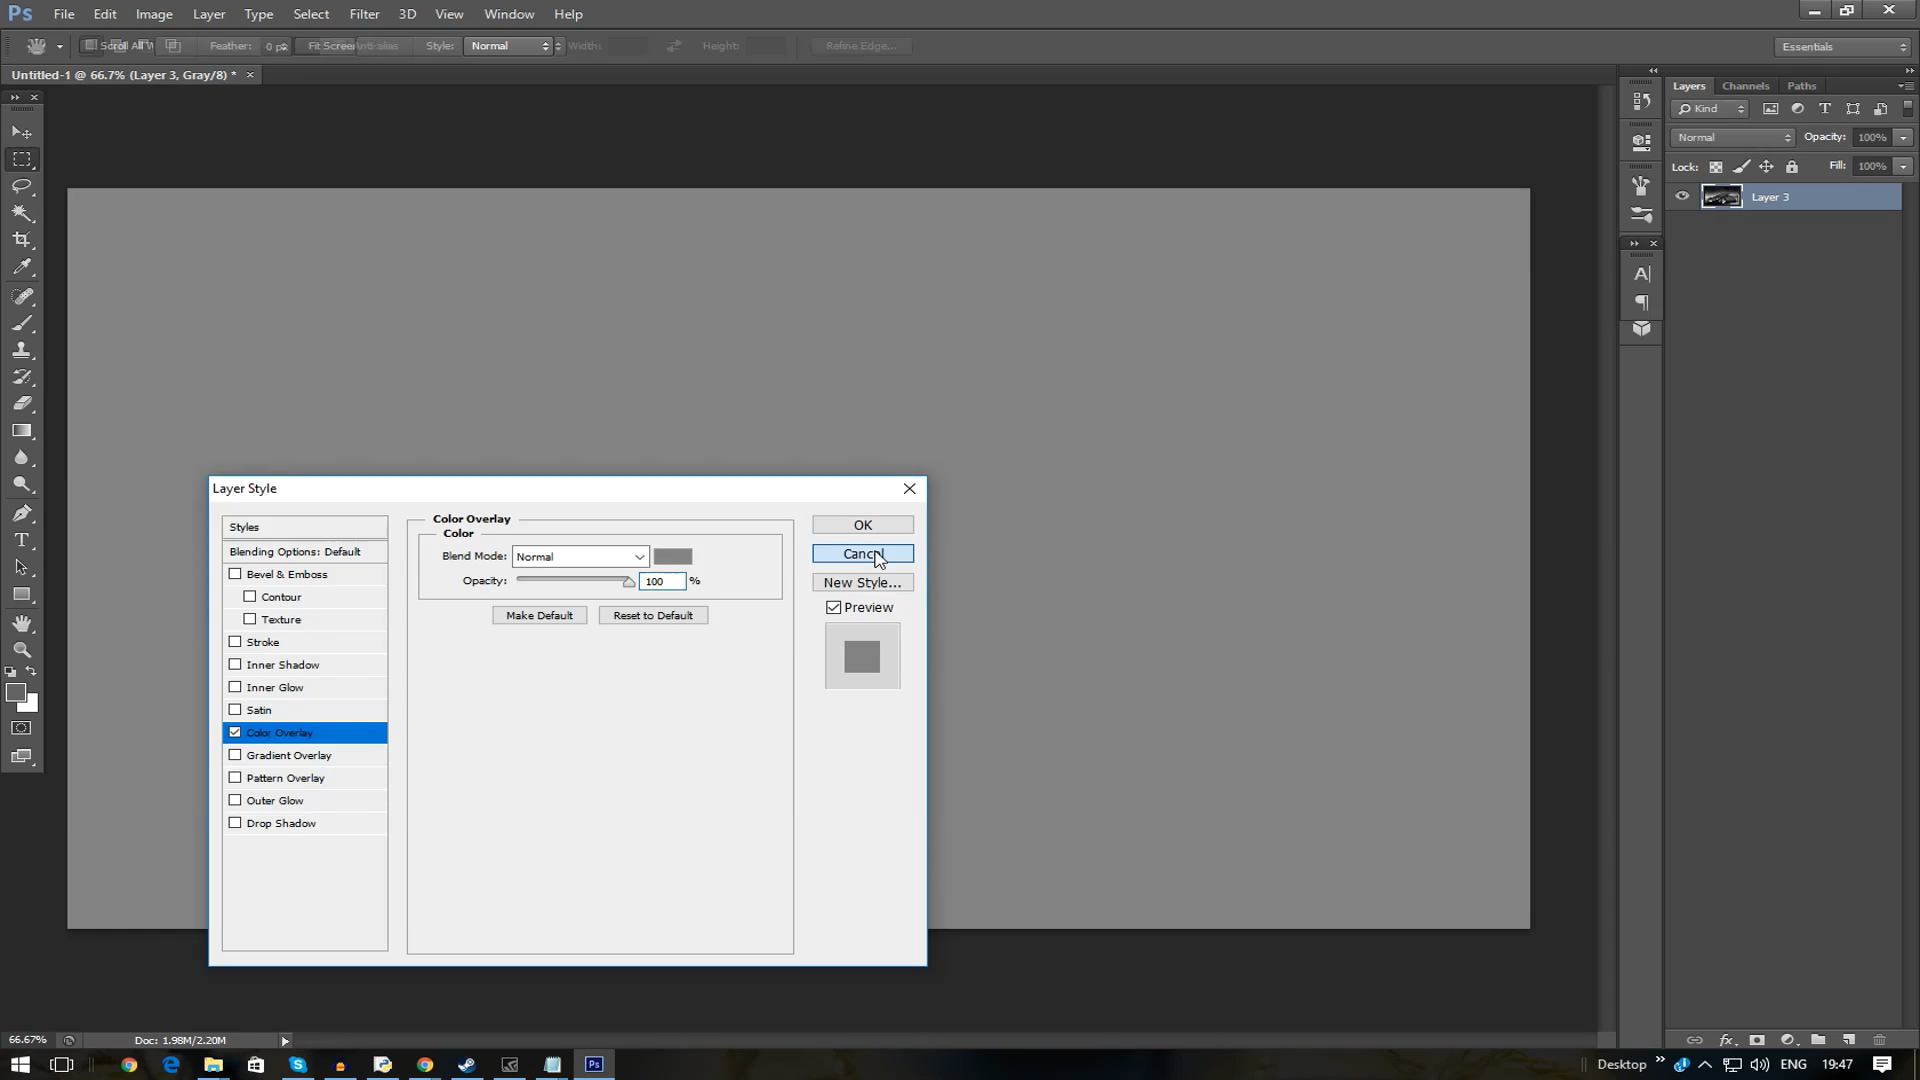 Ps File Edit Image Layer Type Select Filter 3D View Window Help
Feather: 0 p Fit Screen Style: Normal Width: Height: Refine Edge... Essentials
Untitled-1 @ 66.7% (Layer 3, Gray/8) *
Layers Channels Paths
Kind
Normal Opacity: 100%
Lock: Fill: 100%
Layer 3
Layer Style
Styles
Blending Options: Default
Bevel & Emboss
Contour
Texture
Stroke
Inner Shadow
Inner Glow
Satin
Color Overlay
Gradient Overlay
Pattern Overlay
Outer Glow
Drop Shadow
Color Overlay
Color
Blend Mode: Normal
Opacity: 100 %
Make Default Reset to Default
OK
Cancel
New Style...
Preview
66.67% Doc: 1.98M/2.20M
Desktop ENG 19:47